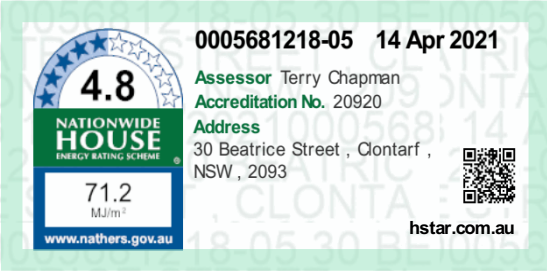 0005681218-05 14 Apr 2021
4.8
NATIONWIDE
HOUSE
ENERGY RATING SCHEME ®
71.2
MJ/m²
www.nathers.gov.au
Assessor Terry Chapman
Accreditation No. 20920
Address
30 Beatrice Street , Clontarf ,
NSW , 2093
hstar.com.au